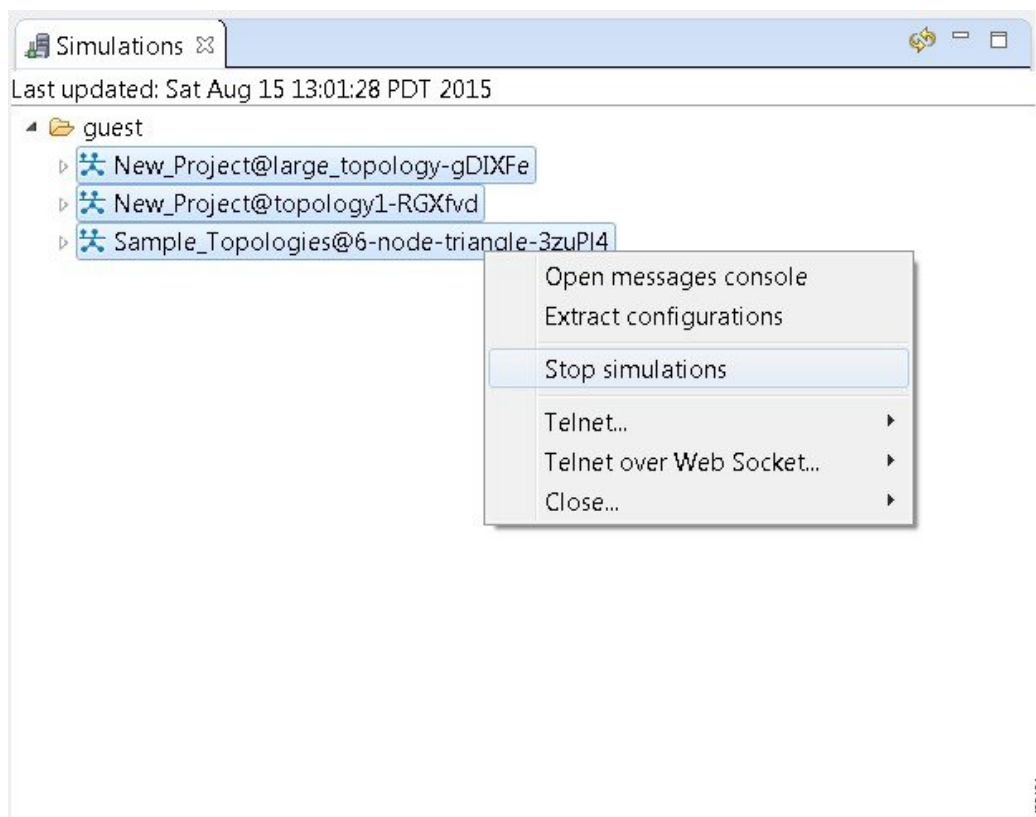 Simulations
Last updated: Sat Aug 15 13:01:28 PDT 2015
guest
New_Project@large_topology-gDIXFe
New_Project@topology1-RGXfvd
Sample_Topologies@6-node-triangle-3zuPI4
Open messages console
Extract configurations
Stop simulations
Telnet...
Telnet over Web Socket...
Close...